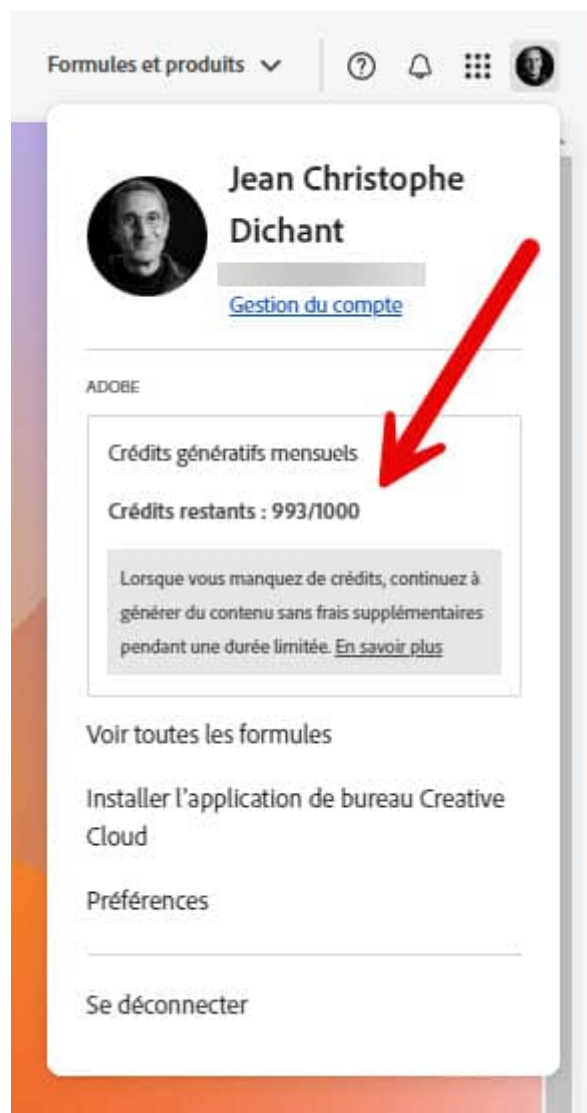 Formules et produits
Jean Christophe
Dichant
Gestion du compte
ADOBE
Crédits génératifs mensuels
Crédits restants : 993/1000
Lorsque vous manquez de crédits, continuez à
générer du contenu sans frais supplémentaires
pendant une durée limitée. En savoir plus
Voir toutes les formules
Installer l'application de bureau Creative
Cloud
Préférences
Se déconnecter